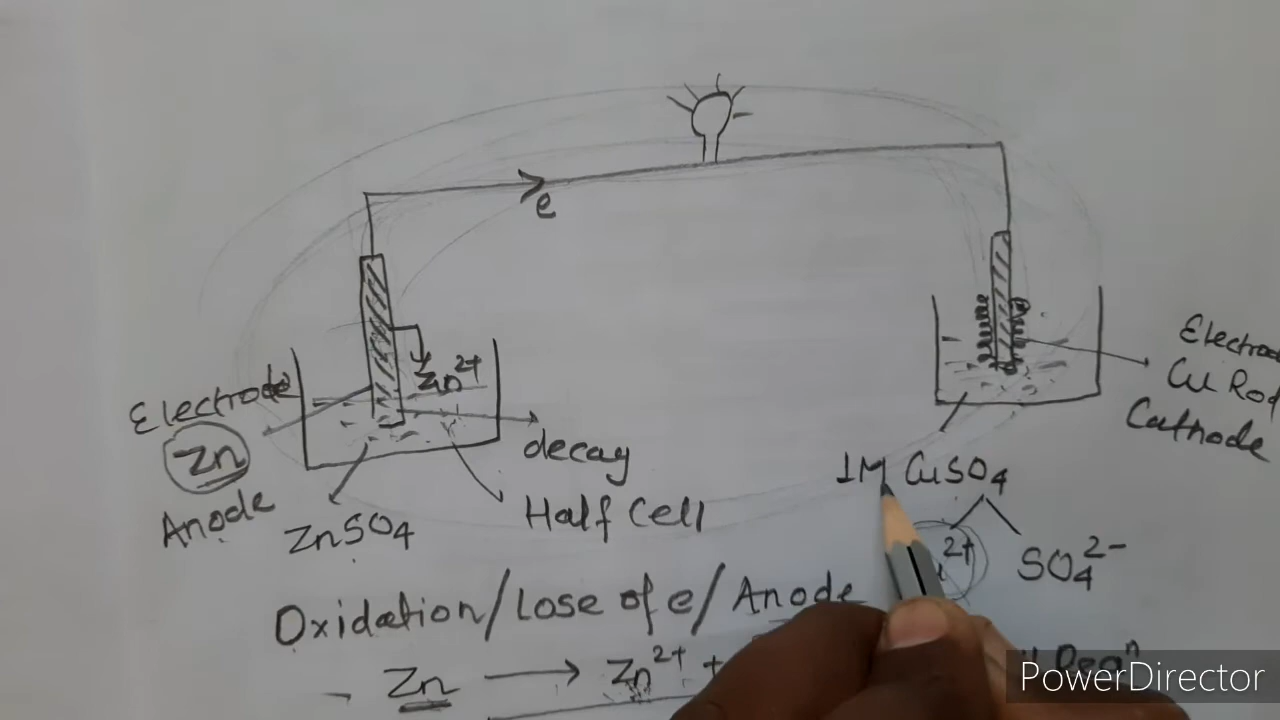 e
Zn2+
Electrode
Zn
Anode
decay
ZnSO4
Half Cell
Cu Rod
Cathode
1M CuSO4
2+
SO4 2-
Oxidation/Lose of e/Anode
Zn → Zn2+ +
PowerDirector